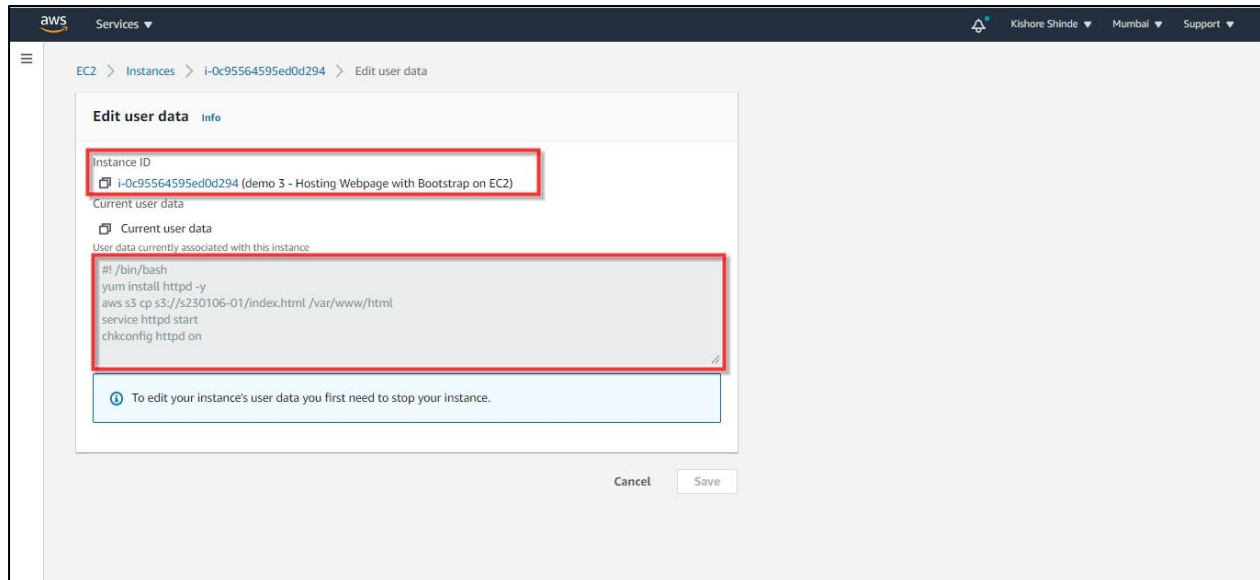 aws Services ▼ Kishore Shinde ▼ Mumbai ▼ Support ▼
EC2 > Instances > i-0c95564595ed0d294 > Edit user data
Edit user data Info
Instance ID
i-0c95564595ed0d294 (demo 3 - Hosting Webpage with Bootstrap on EC2)
Current user data
Current user data
User data currently associated with this instance
#! /bin/bash
yum install httpd -y
aws s3 cp s3://s230106-01/index.html /var/www/html
service httpd start
chkconfig httpd on
To edit your instance's user data you first need to stop your instance.
Cancel Save